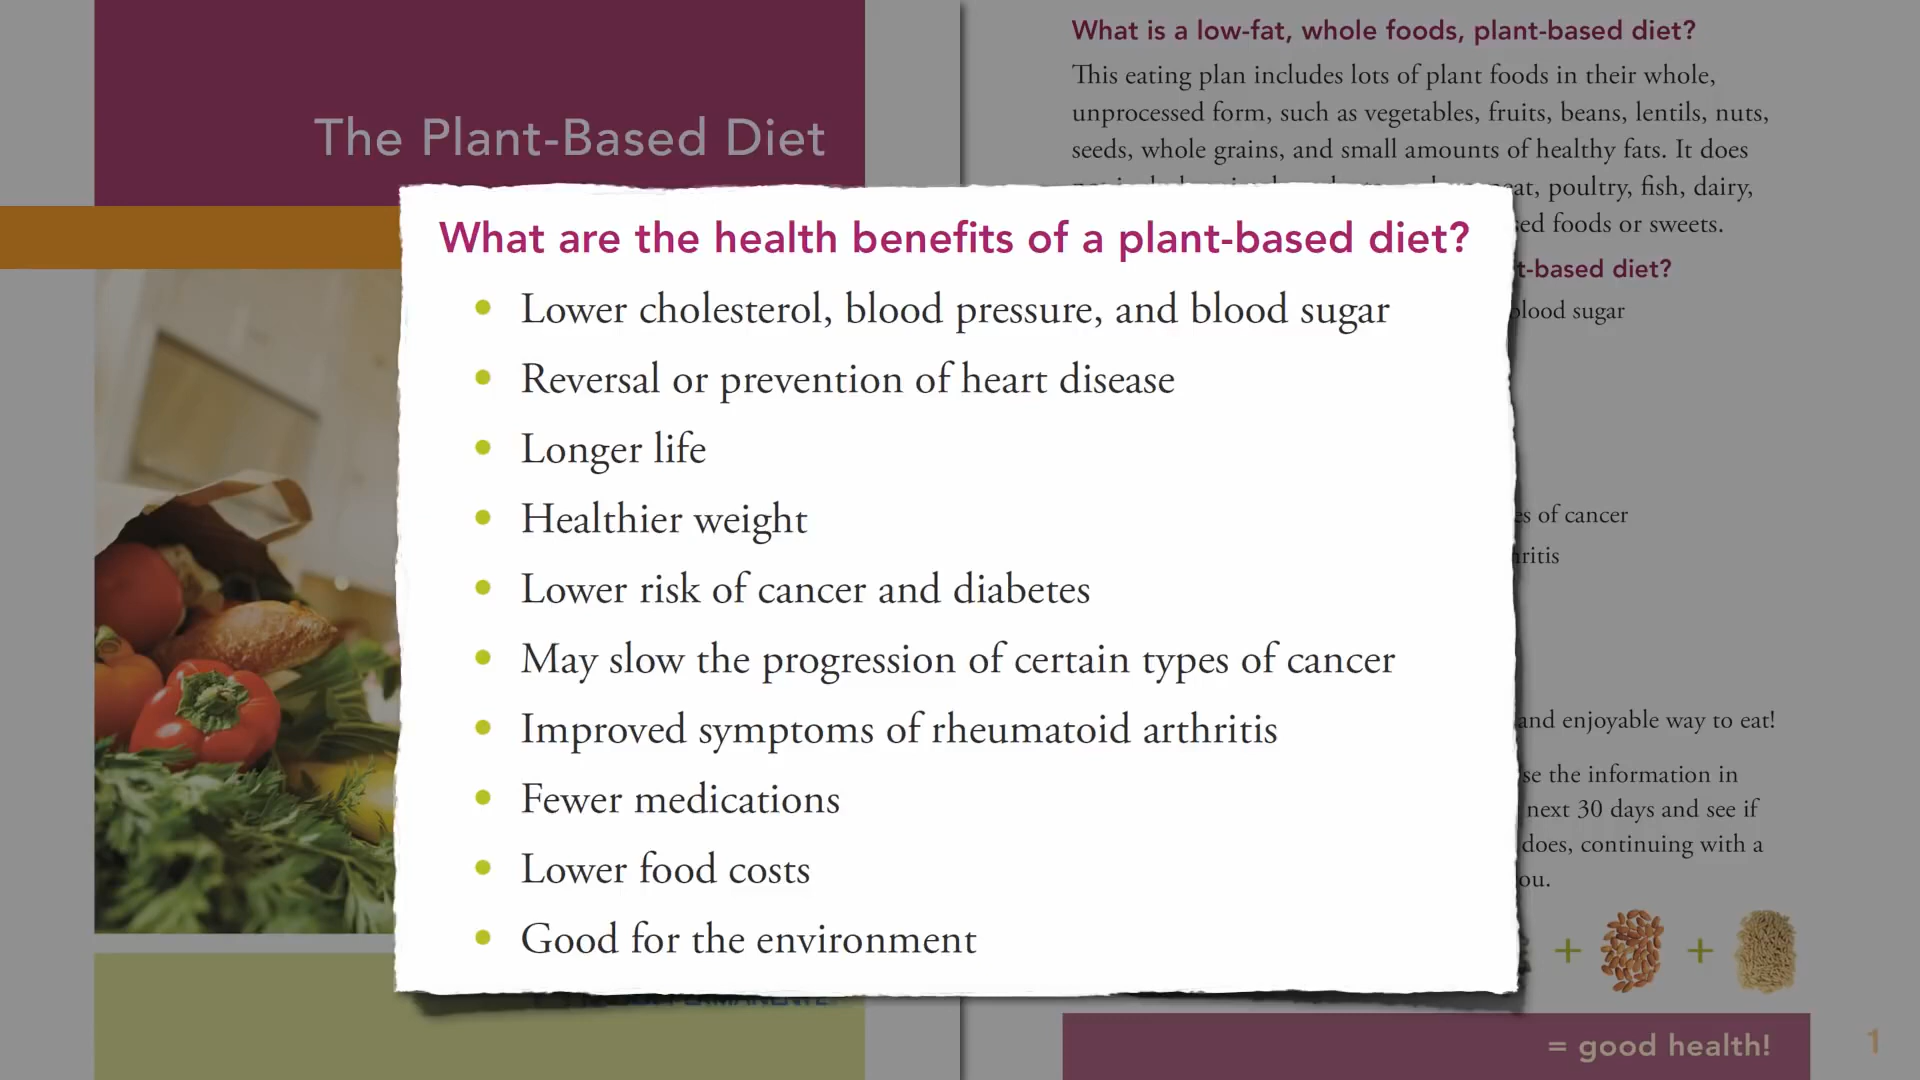 The Plant-Based Diet
What is a low-fat, whole foods, plant-based diet?
This eating plan includes lots of plant foods in their whole,
unprocessed form, such as vegetables, fruits, beans, lentils, nuts,
seeds, whole grains, and small amounts of healthy fats. It does
poultry, fish, dairy,
foods or sweets.
What are the health benefits of a plant-based diet?
• Lower cholesterol, blood pressure, and blood sugar
• Reversal or prevention of heart disease
• Longer life
• Healthier weight
• Lower risk of cancer and diabetes
• May slow the progression of certain types of cancer
• Improved symptoms of rheumatoid arthritis
• Fewer medications
• Lower food costs
• Good for the environment
t-based diet?
blood sugar
of cancer
and enjoyable way to eat!
the information in
next 30 days and see if
does, continuing with a
+ +
= good health!
1